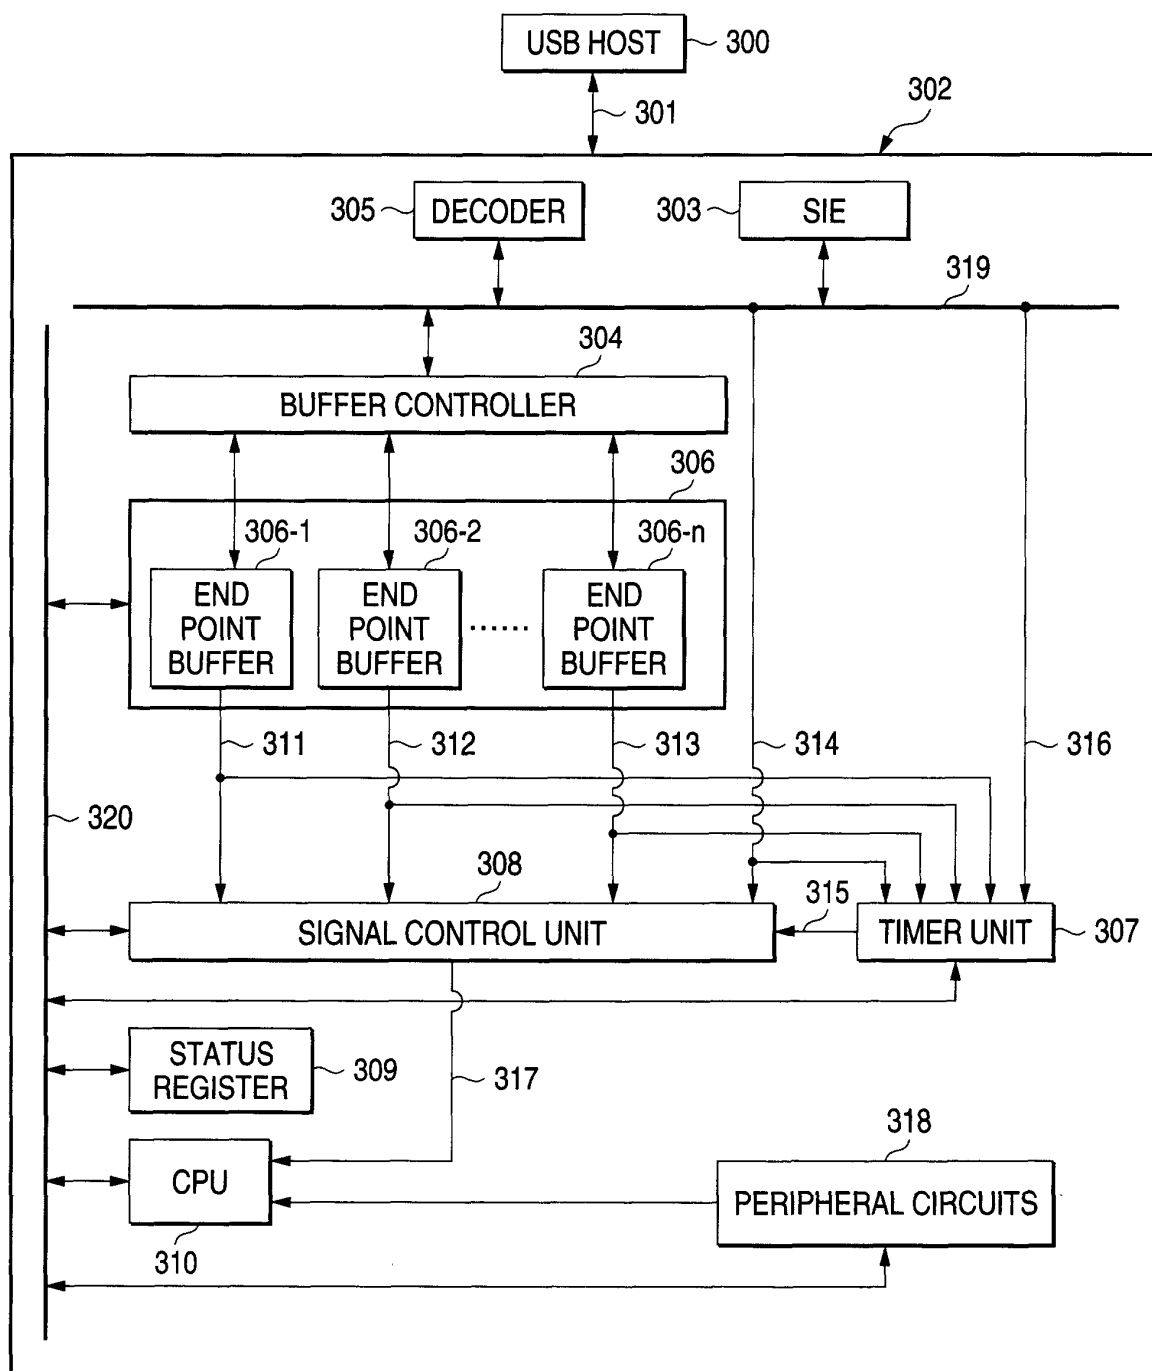 USB HOST
300
301
302
305
DECODER
303
SIE
319
304
BUFFER CONTROLLER
306
306-1
306-2
306-n
END
POINT
BUFFER
END
POINT
BUFFER
......
END
POINT
BUFFER
311
312
313
314
316
320
308
315
SIGNAL CONTROL UNIT
TIMER UNIT
307
STATUS
REGISTER
309
317
318
CPU
PERIPHERAL CIRCUITS
310